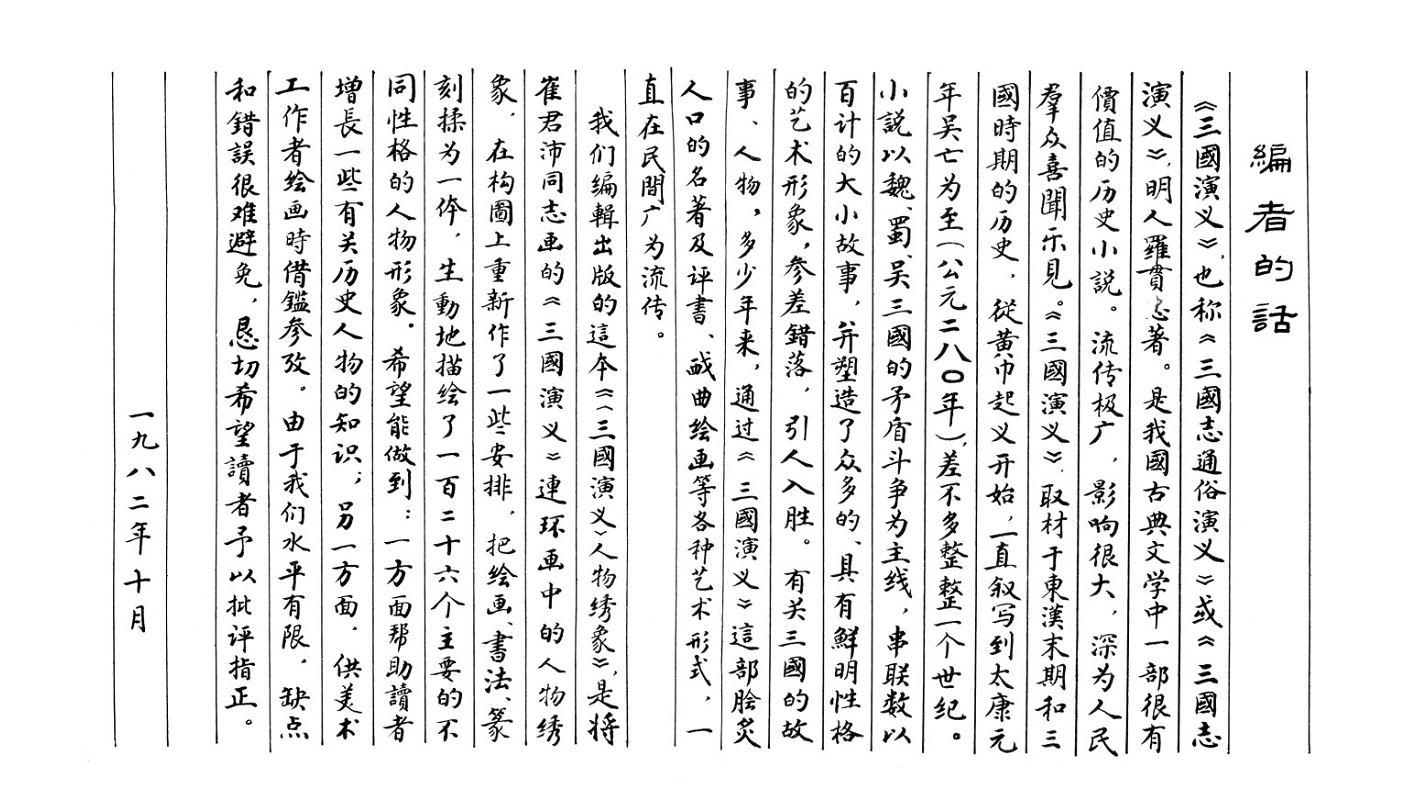 編者的話
《三國演义》,也称《三國志通俗演义》或《三國志
演义》,明人羅貫忠著。是我國古典文学中一部很有
價值的历史小説。流传极广,影响很大,深为人民
羣众喜聞乐見。《三國演义》,取材于東漢末期和三
國時期的历史,從黄巾起义开始,一直叙写到太康元
年吴亡为至(公元二八〇年),差不多整整一个世纪。
小説以魏、蜀、吴三國的矛盾斗争为主线,串联数以
百计的大小故事,并塑造了众多的、具有鮮明性格
的艺术形象,参差錯落,引人入胜。有关三國的故
事、人物,多少年来,通过《三國演义》這部脍炙
人口的名著及评書、戯曲绘画等各种艺术形式,一
直在民間广为流传。
我们编輯出版的這本《〈三國演义〉人物绣象》,是将
崔君沛同志画的《三國演义》連环画中的人物绣
象,在构圖上重新作了一些安排,把绘画、書法、篆
刻揉为一体,生動地描绘了一百二十六个主要的不
同性格的人物形象。希望能做到:一方面帮助讀者
增長一些有关历史人物的知识;另一方面,供美术
工作者绘画時借鑑参攷。由于我们水平有限,缺点
和錯誤很难避免,恳切希望讀者予以批评指正。
一九八二年十月